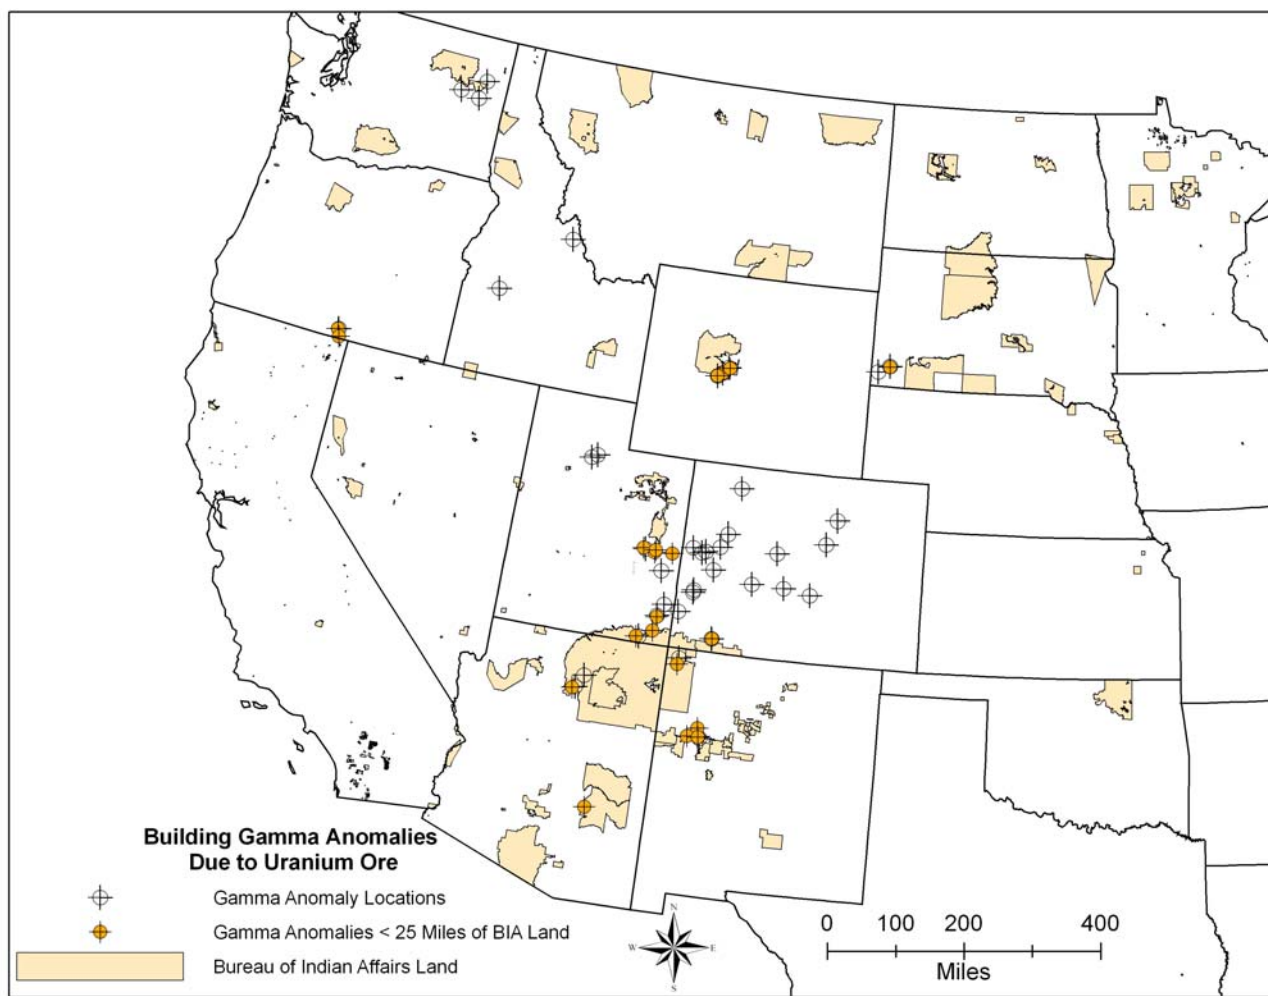 Building Gamma Anomalies
Due to Uranium Ore
Gamma Anomaly Locations
Gamma Anomalies < 25 Miles of BIA Land
Bureau of Indian Affairs Land
N
W E
S
0 100 200 400
Miles